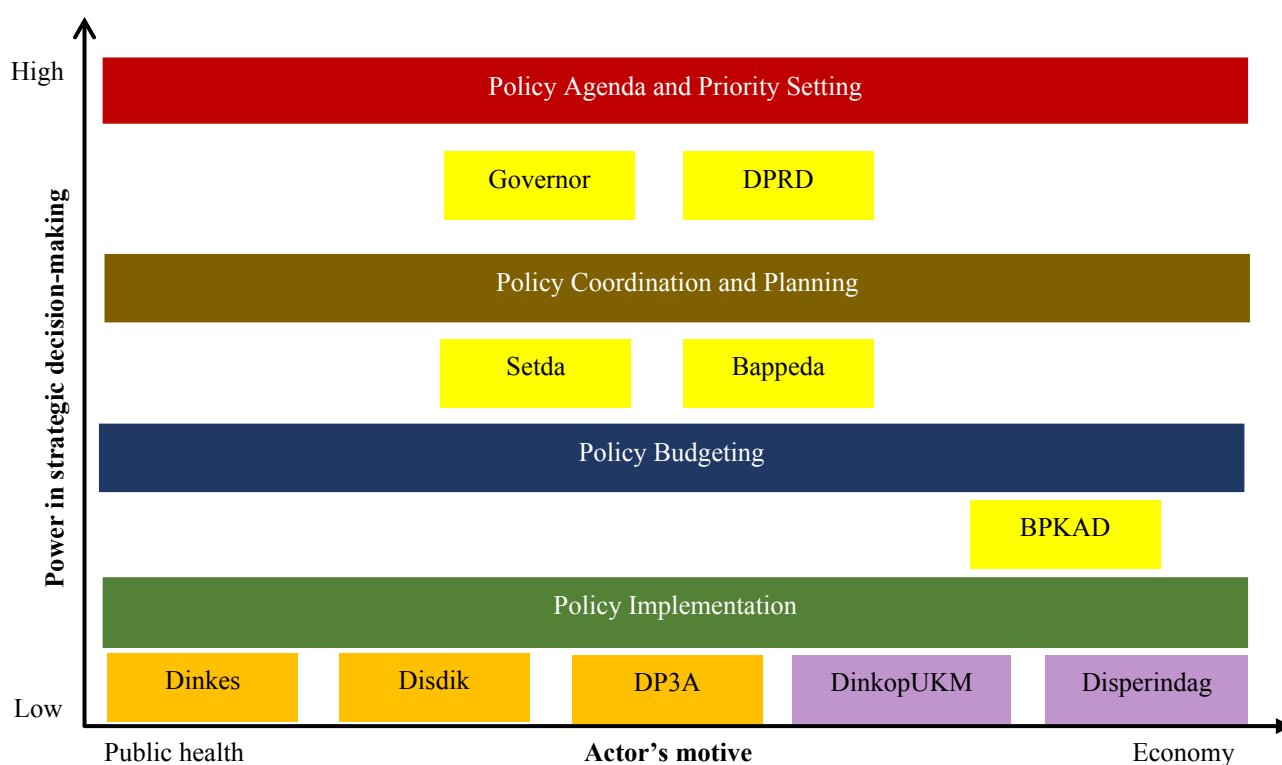 High
Policy Agenda and Priority Setting
Governor
DPRD
Power in strategic decision-making
Policy Coordination and Planning
Setda
Bappeda
Policy Budgeting
BPKAD
Policy Implementation
Dinkes
Disdik
DP3A
DinkopUKM
Disperindag
Low
Public health
Actor’s motive
Economy